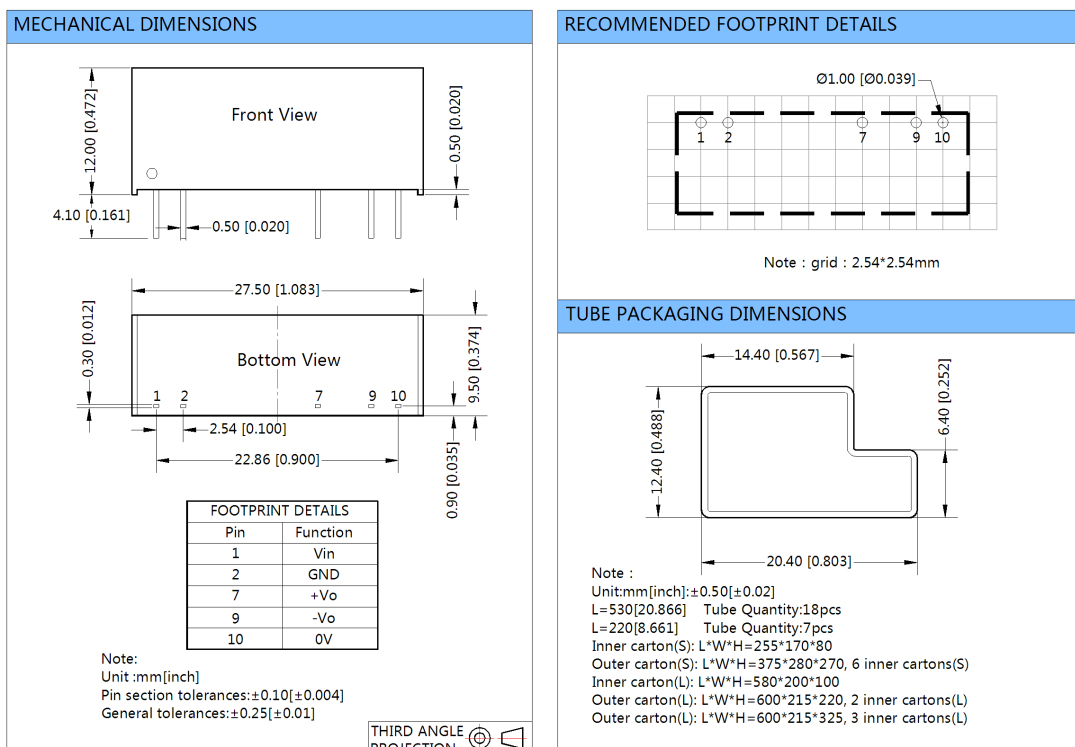 MECHANICAL DIMENSIONS
Front View
12.00 [0.472]
0.50 [0.020]
4.10 [0.161]
0.50 [0.020]
27.50 [1.083]
0.30 [0.012]
Bottom View
9.50 [0.374]
1 2 7 9 10
2.54 [0.100]
22.86 [0.900]
0.90 [0.035]
FOOTPRINT DETAILS
Pin Function
1 Vin
2 GND
7 +Vo
9 -Vo
10 0V
Note:
Unit :mm[inch]
Pin section tolerances:±0.10[±0.004]
General tolerances:±0.25[±0.01]
THIRD ANGLE
PROJECTION
RECOMMENDED FOOTPRINT DETAILS
Ø1.00 [Ø0.039]
1 2 7 9 10
Note : grid : 2.54*2.54mm
TUBE PACKAGING DIMENSIONS
14.40 [0.567]
12.40 [0.488]
6.40 [0.252]
20.40 [0.803]
Note :
Unit:mm[inch]:±0.50[±0.02]
L=530[20.866] Tube Quantity:18pcs
L=220[8.661] Tube Quantity:7pcs
Inner carton(S): L*W*H=255*170*80
Outer carton(S): L*W*H=375*280*270, 6 inner cartons(S)
Inner carton(L): L*W*H=580*200*100
Outer carton(L): L*W*H=600*215*220, 2 inner cartons(L)
Outer carton(L): L*W*H=600*215*325, 3 inner cartons(L)